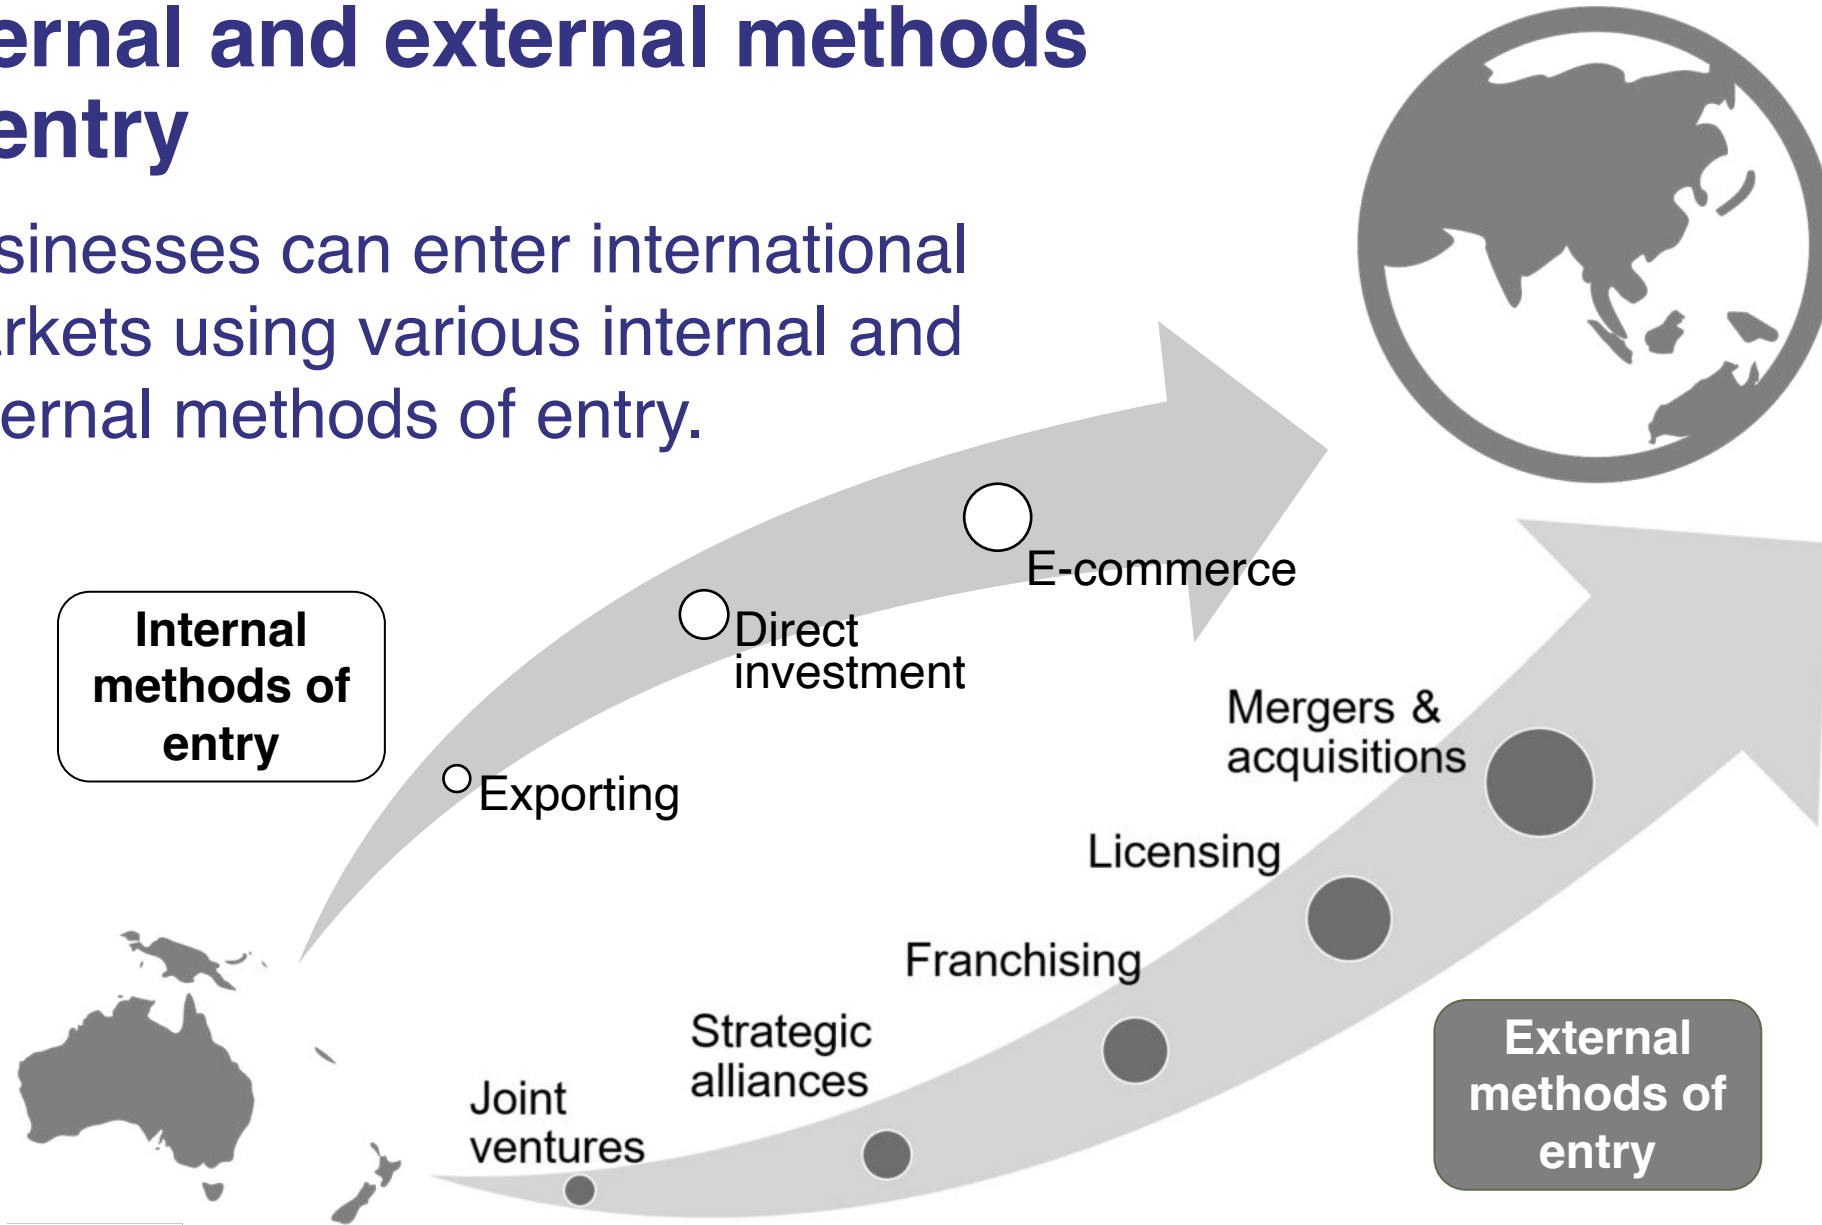 ernal and external methods
entry
sinesses can enter international
rkets using various internal and
ernal methods of entry.
E-commerce
Internal
methods of
entry
Direct
investment
Exporting
Mergers &
acquisitions
Licensing
Franchising
Strategic
alliances
Joint
ventures
External
methods of
entry